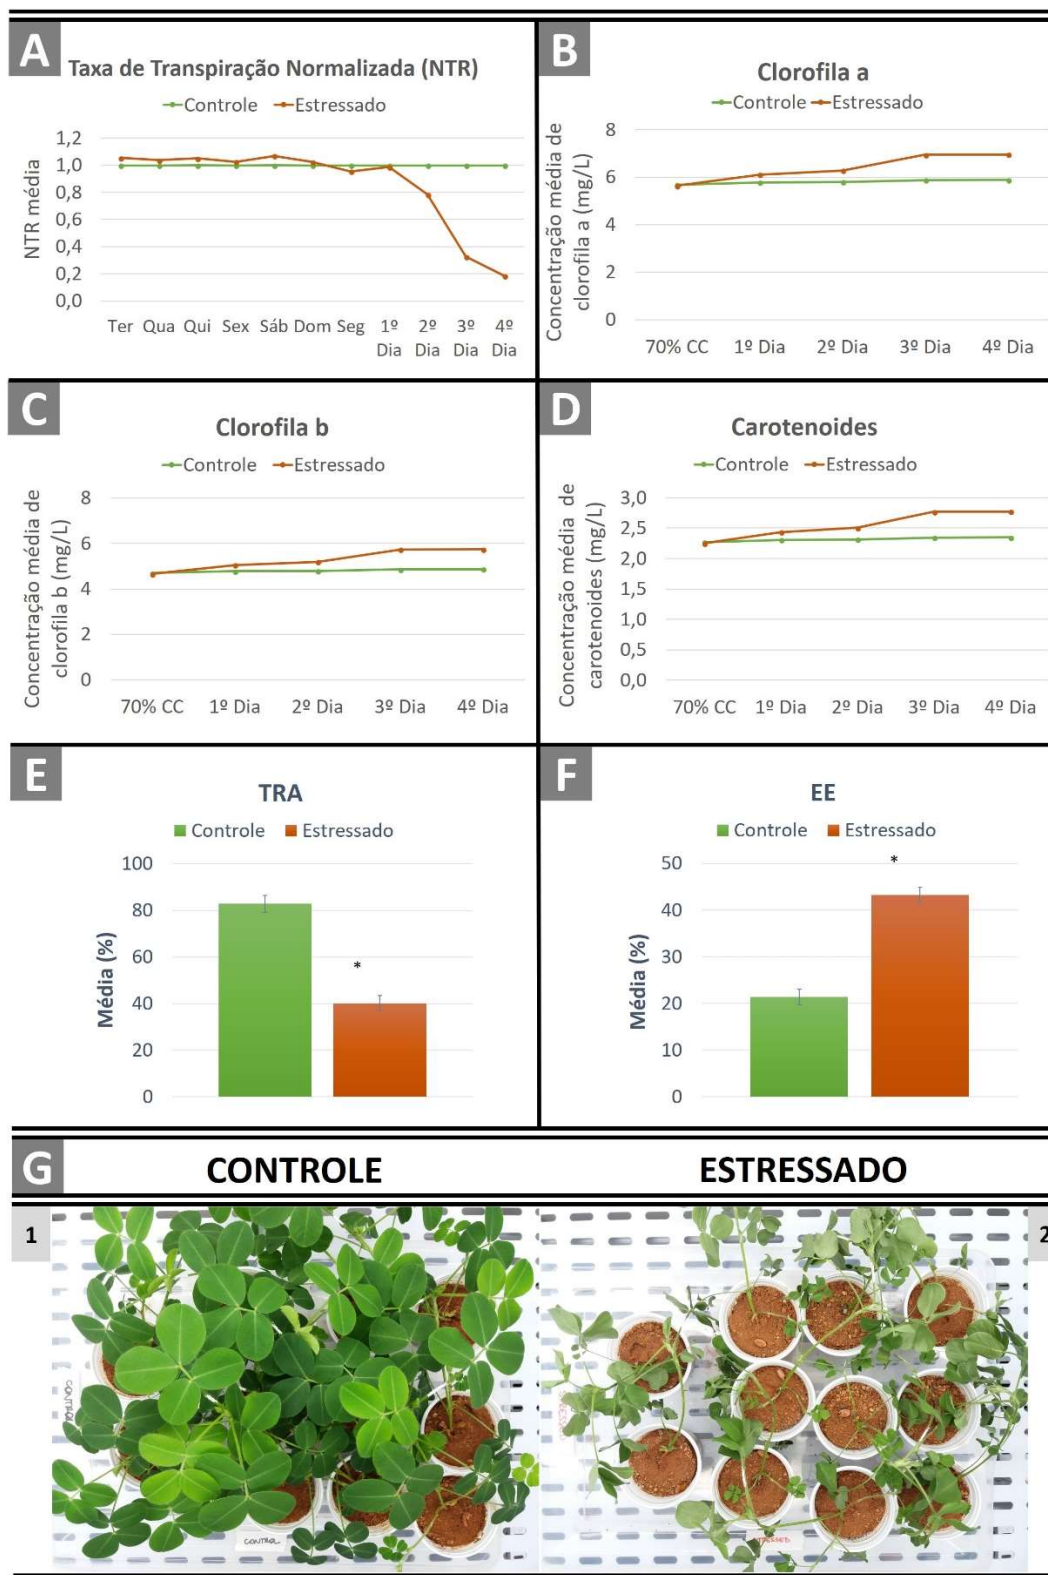 A
Taxa de Transpiração Normalizada (NTR)
Controle Estressado
NTR média
1,2
1,0
0,8
0,6
0,4
0,2
0,0
Ter Qua Qui Sex Sáb Dom Seg 1º 2º 3º 4º
Dia Dia Dia Dia
B
Clorofila a
Controle Estressado
Concentração média de
clorofila a (mg/L)
8
6
4
2
0
70% CC 1º Dia 2º Dia 3º Dia 4º Dia
C
Clorofila b
Controle Estressado
Concentração média de
clorofila b (mg/L)
8
6
4
2
0
70% CC 1º Dia 2º Dia 3º Dia 4º Dia
D
Carotenoides
Controle Estressado
Concentração média de
carotenoides (mg/L)
3,0
2,5
2,0
1,5
1,0
0,5
0,0
70% CC 1º Dia 2º Dia 3º Dia 4º Dia
E
TRA
Controle Estressado
Média (%)
100
80
60
40
20
0
*
F
EE
Controle Estressado
Média (%)
50
40
30
20
10
0
*
G
CONTROLE ESTRESSADO
1
2
CONTROL
CONTROL